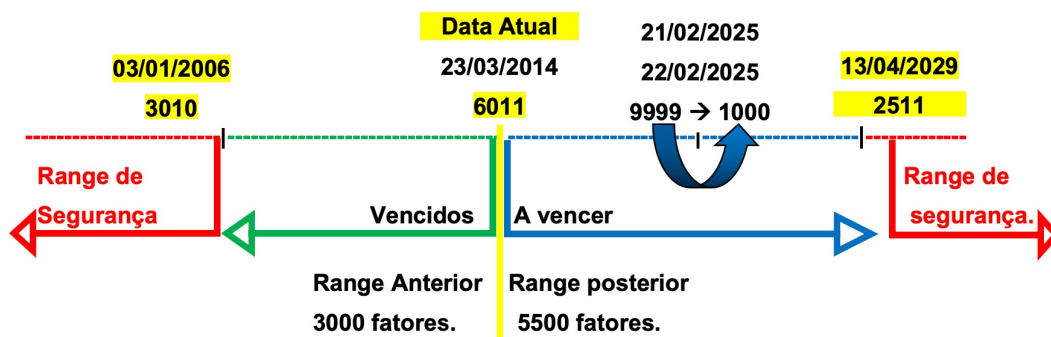 Data Atual
21/02/2025
03/01/2006
23/03/2014
22/02/2025
13/04/2029
3010
6011
9999 → 1000
2511
Range de
Segurança
Vencidos
A vencer
Range de
segurança.
Range Anterior
3000 fatores.
Range posterior
5500 fatores.